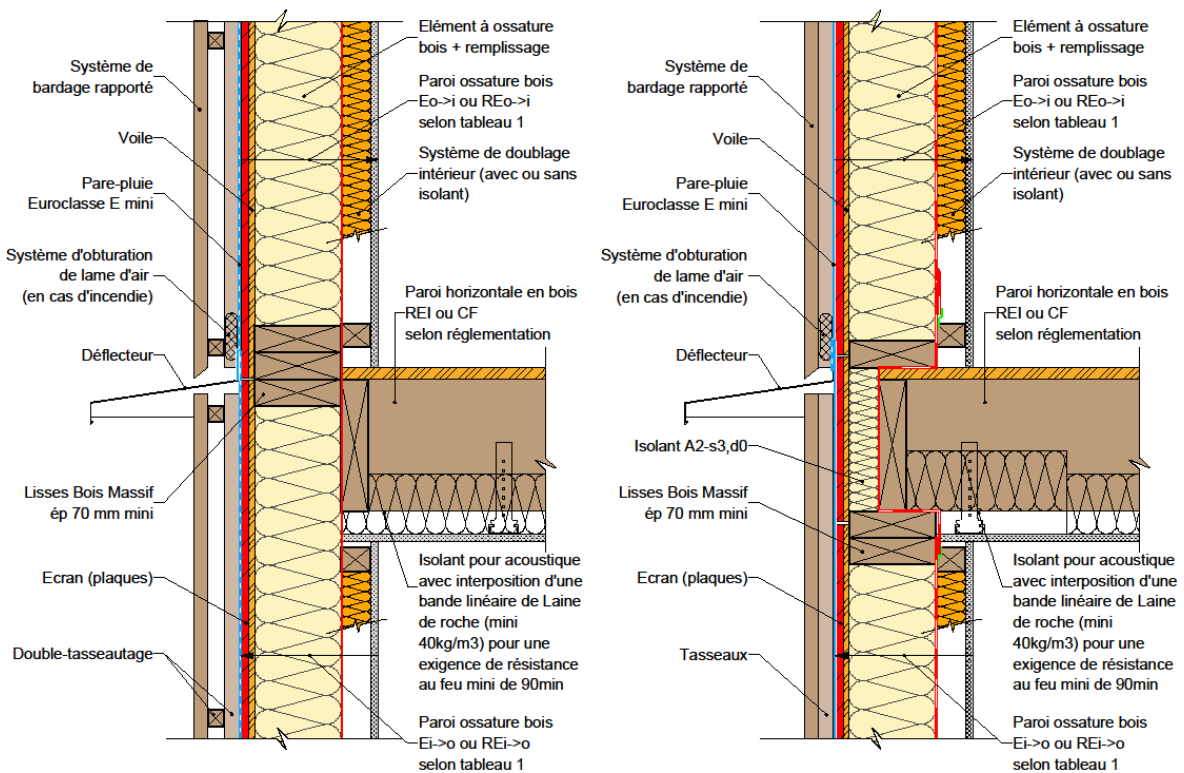 Système de
bardage rapporté
Voile
Pare-pluie
Euroclasse E mini
Système d'obturation
de lame d'air
(en cas d'incendie)
Déflecteur
Lisses Bois Massif
ép 70 mm mini
Ecran (plaques)
Double-tasseautage
Elément à ossature
bois + remplissage
Paroi ossature bois
Eo->i ou REo->i
selon tableau 1
Système de doublage
intérieur (avec ou sans
isolant)
Paroi horizontale en bois
REI ou CF
selon réglementation
Isolant pour acoustique
avec interposition d'une
bande linéaire de Laine
de roche (mini
40kg/m3) pour une
exigence de résistance
au feu mini de 90min
Paroi ossature bois
Ei->o ou REi->o
selon tableau 1
Système de
bardage rapporté
Voile
Pare-pluie
Euroclasse E mini
Système d'obturation
de lame d'air
(en cas d'incendie)
Déflecteur
Isolant A2-s3,d0
Lisses Bois Massif
ép 70 mm mini
Ecran (plaques)
Tasseaux
Elément à ossature
bois + remplissage
Paroi ossature bois
Eo->i ou REo->i
selon tableau 1
Système de doublage
intérieur (avec ou sans
isolant)
Paroi horizontale en bois
REI ou CF
selon réglementation
Isolant pour acoustique
avec interposition d'une
bande linéaire de Laine
de roche (mini
40kg/m3) pour une
exigence de résistance
au feu mini de 90min
Paroi ossature bois
Ei->o ou REi->o
selon tableau 1